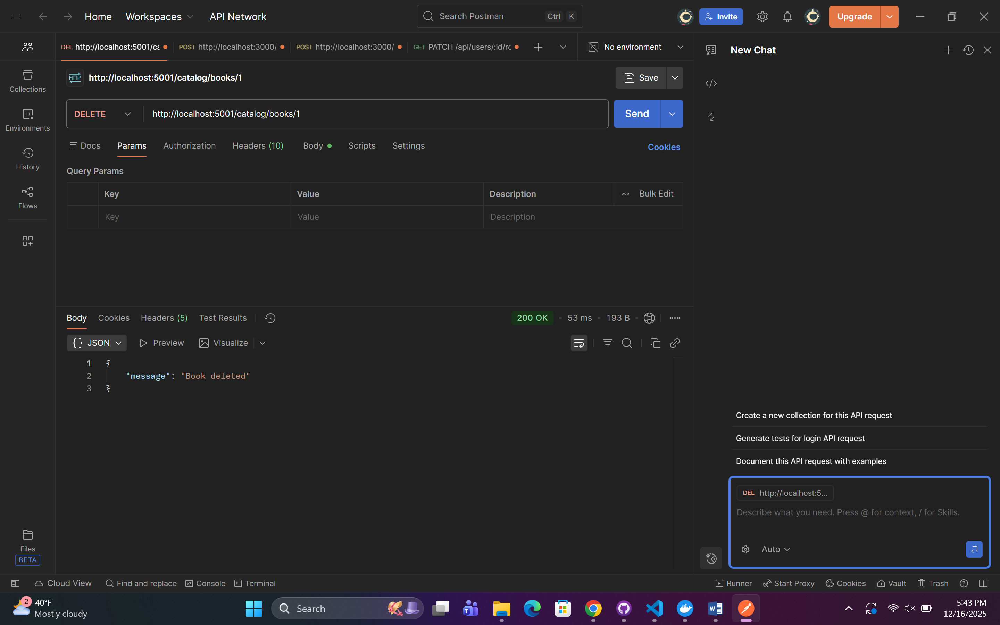 Home Workspaces API Network Search Postman Ctrl K Invite Upgrade
DEL http://localhost:5001/ca POST http://localhost:3000/ POST http://localhost:3000/ GET PATCH /api/users/:id/ro No environment
New Chat
HTTP http://localhost:5001/catalog/books/1 Save
Collections
DELETE http://localhost:5001/catalog/books/1 Send
Environments
Docs Params Authorization Headers (10) Body Scripts Settings Cookies
History
Query Params
Key Value Description Bulk Edit
Flows
Key Value Description
Body Cookies Headers (5) Test Results 200 OK 53 ms 193 B
{} JSON Preview Visualize
1 {
2 "message": "Book deleted"
3 }
Create a new collection for this API request
Generate tests for login API request
Document this API request with examples
DEL http://localhost:5...
Describe what you need. Press @ for context, / for Skills.
Auto
Files
BETA
Cloud View Find and replace Console Terminal Runner Start Proxy Cookies Vault Trash
2 40°F
Mostly cloudy
Search
5:43 PM
12/16/2025